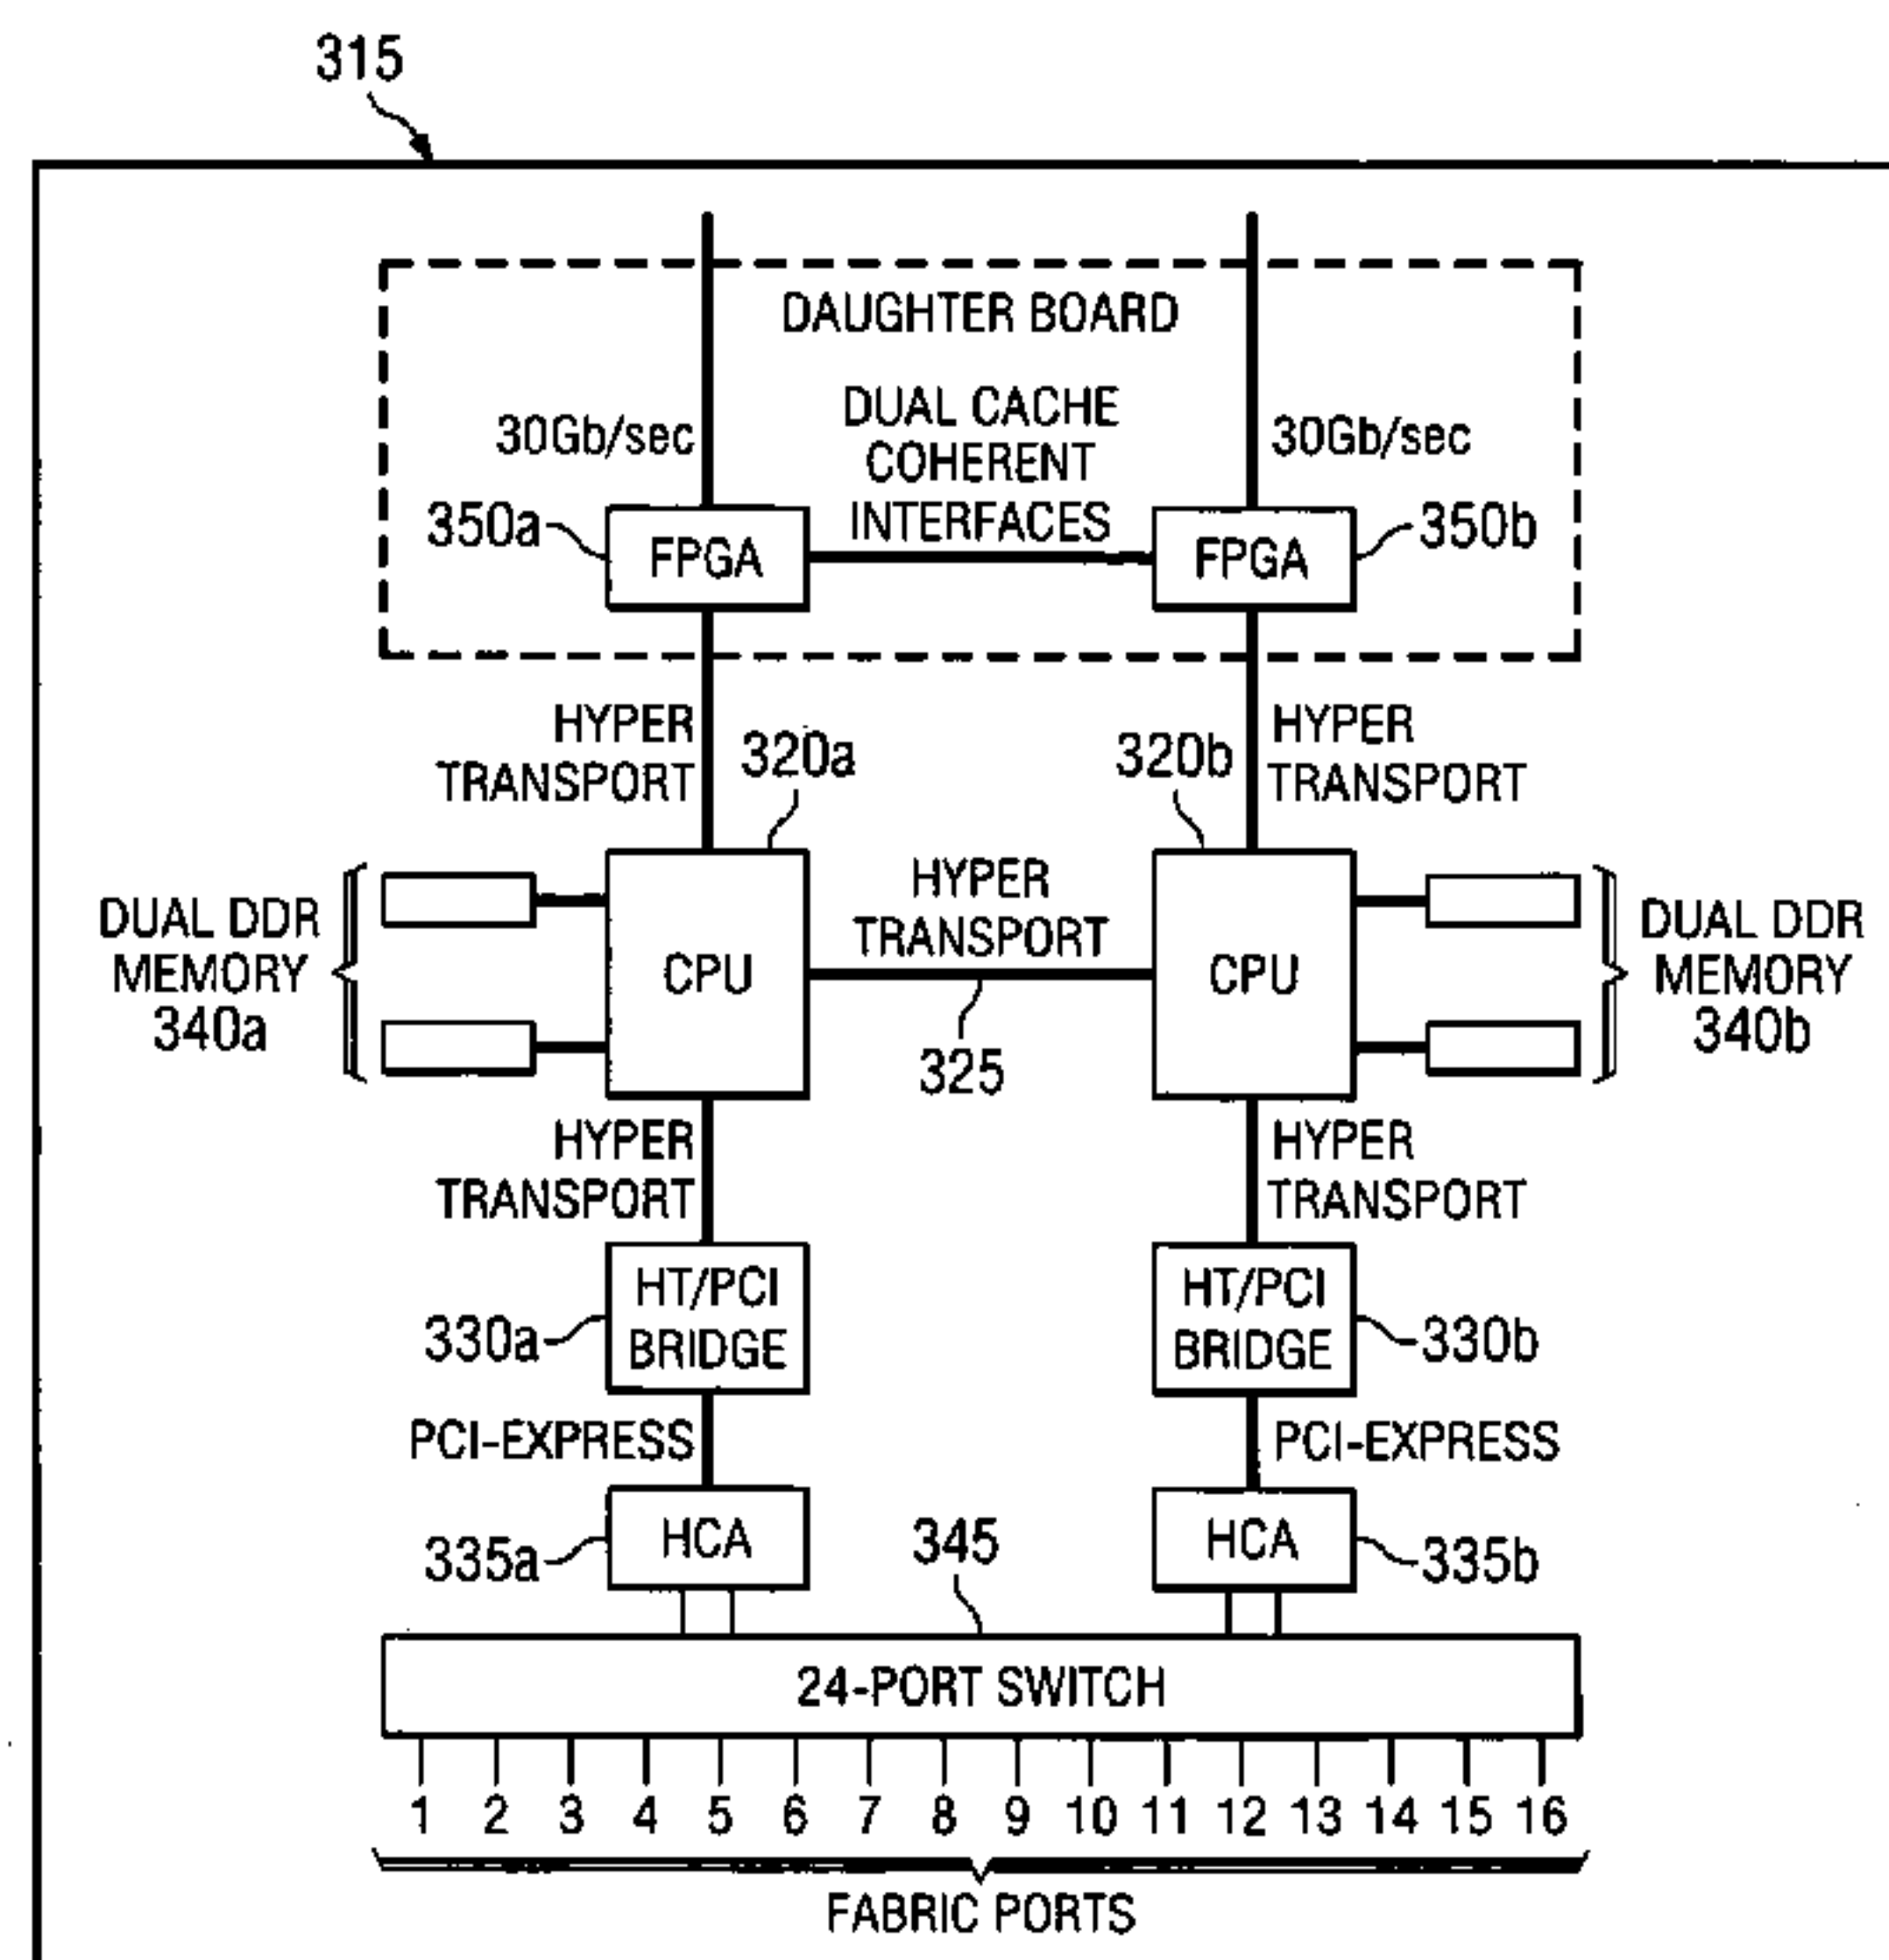 315
DAUGHTER BOARD
DUAL CACHE
COHERENT
INTERFACES
30Gb/sec
30Gb/sec
350a
FPGA
FPGA
350b
HYPER
TRANSPORT
320a
320b
HYPER
TRANSPORT
DUAL DDR
MEMORY
340a
CPU
HYPER
TRANSPORT
325
CPU
DUAL DDR
MEMORY
340b
HYPER
TRANSPORT
HYPER
TRANSPORT
330a
HT/PCI
BRIDGE
HT/PCI
BRIDGE
330b
PCI-EXPRESS
PCI-EXPRESS
335a
HCA
345
HCA
335b
24-PORT SWITCH
1 2 3 4 5 6 7 8 9 10 11 12 13 14 15 16
FABRIC PORTS